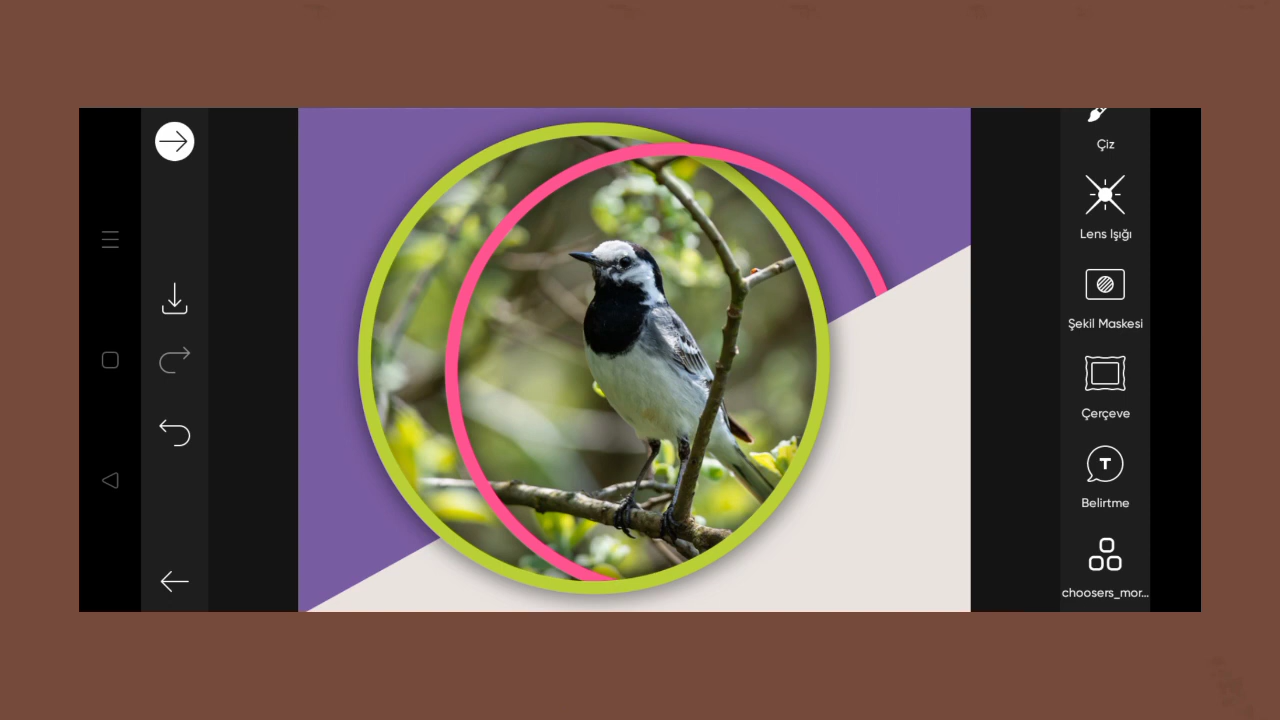 Çiz
Lens Işığı
Şekil Maskesi
Çerçeve
T
Belirtme
choosers_mor...